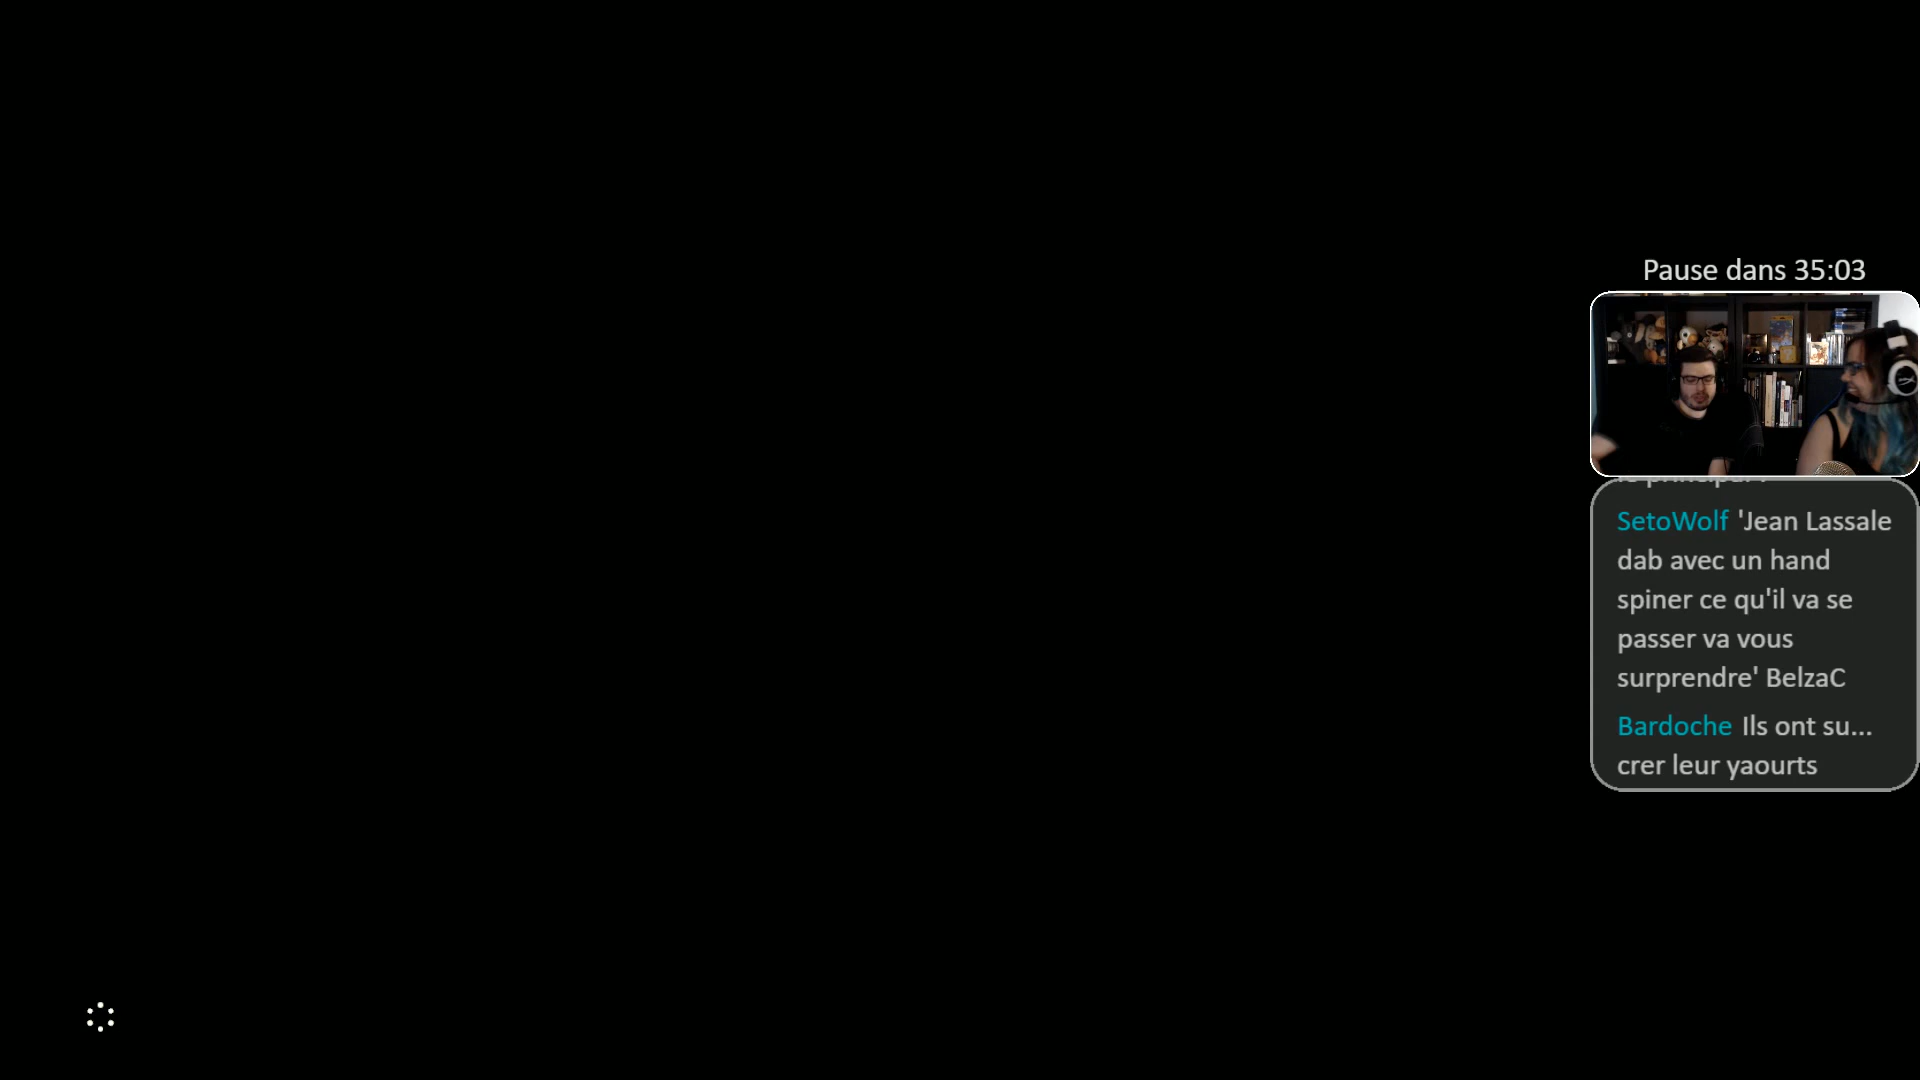 Pause dans 35:03
SetoWolf 'Jean Lassale
dab avec un hand
spiner ce qu'il va se
passer va vous
surprendre' BelzaC
Bardoche Ils ont su...
crer leur yaourts